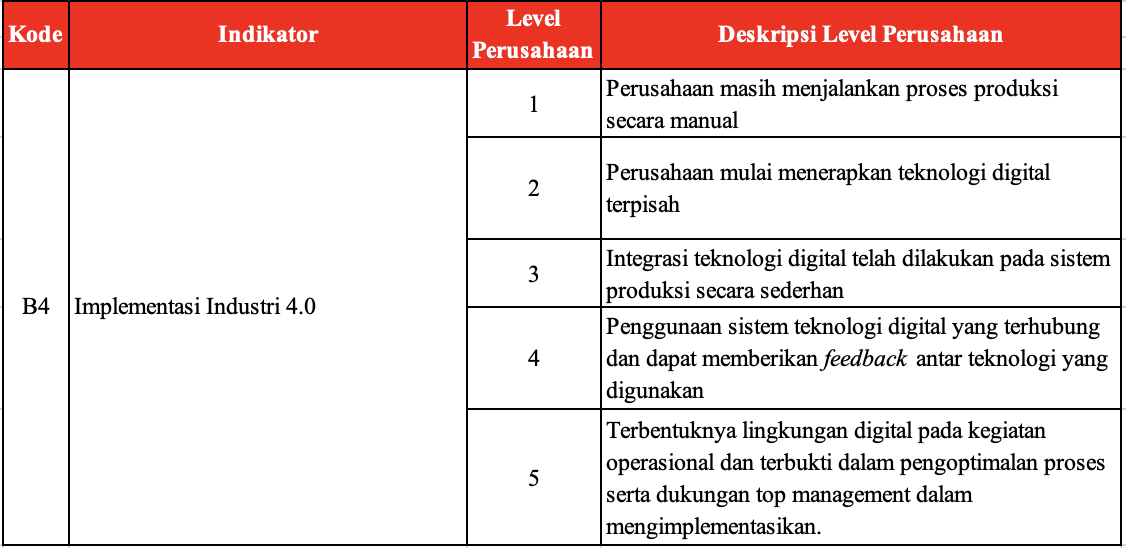 Kode
Indikator
Level
Perusahaan
Deskripsi Level Perusahaan
B4
Implementasi Industri 4.0
1
Perusahaan masih menjalankan proses produksi
secara manual
2
Perusahaan mulai menerapkan teknologi digital
terpisah
3
Integrasi teknologi digital telah dilakukan pada sistem
produksi secara sederhan
4
Penggunaan sistem teknologi digital yang terhubung
dan dapat memberikan feedback antar teknologi yang
digunakan
5
Terbentuknya lingkungan digital pada kegiatan
operasional dan terbukti dalam pengoptimalan proses
serta dukungan top management dalam
mengimplementasikan.